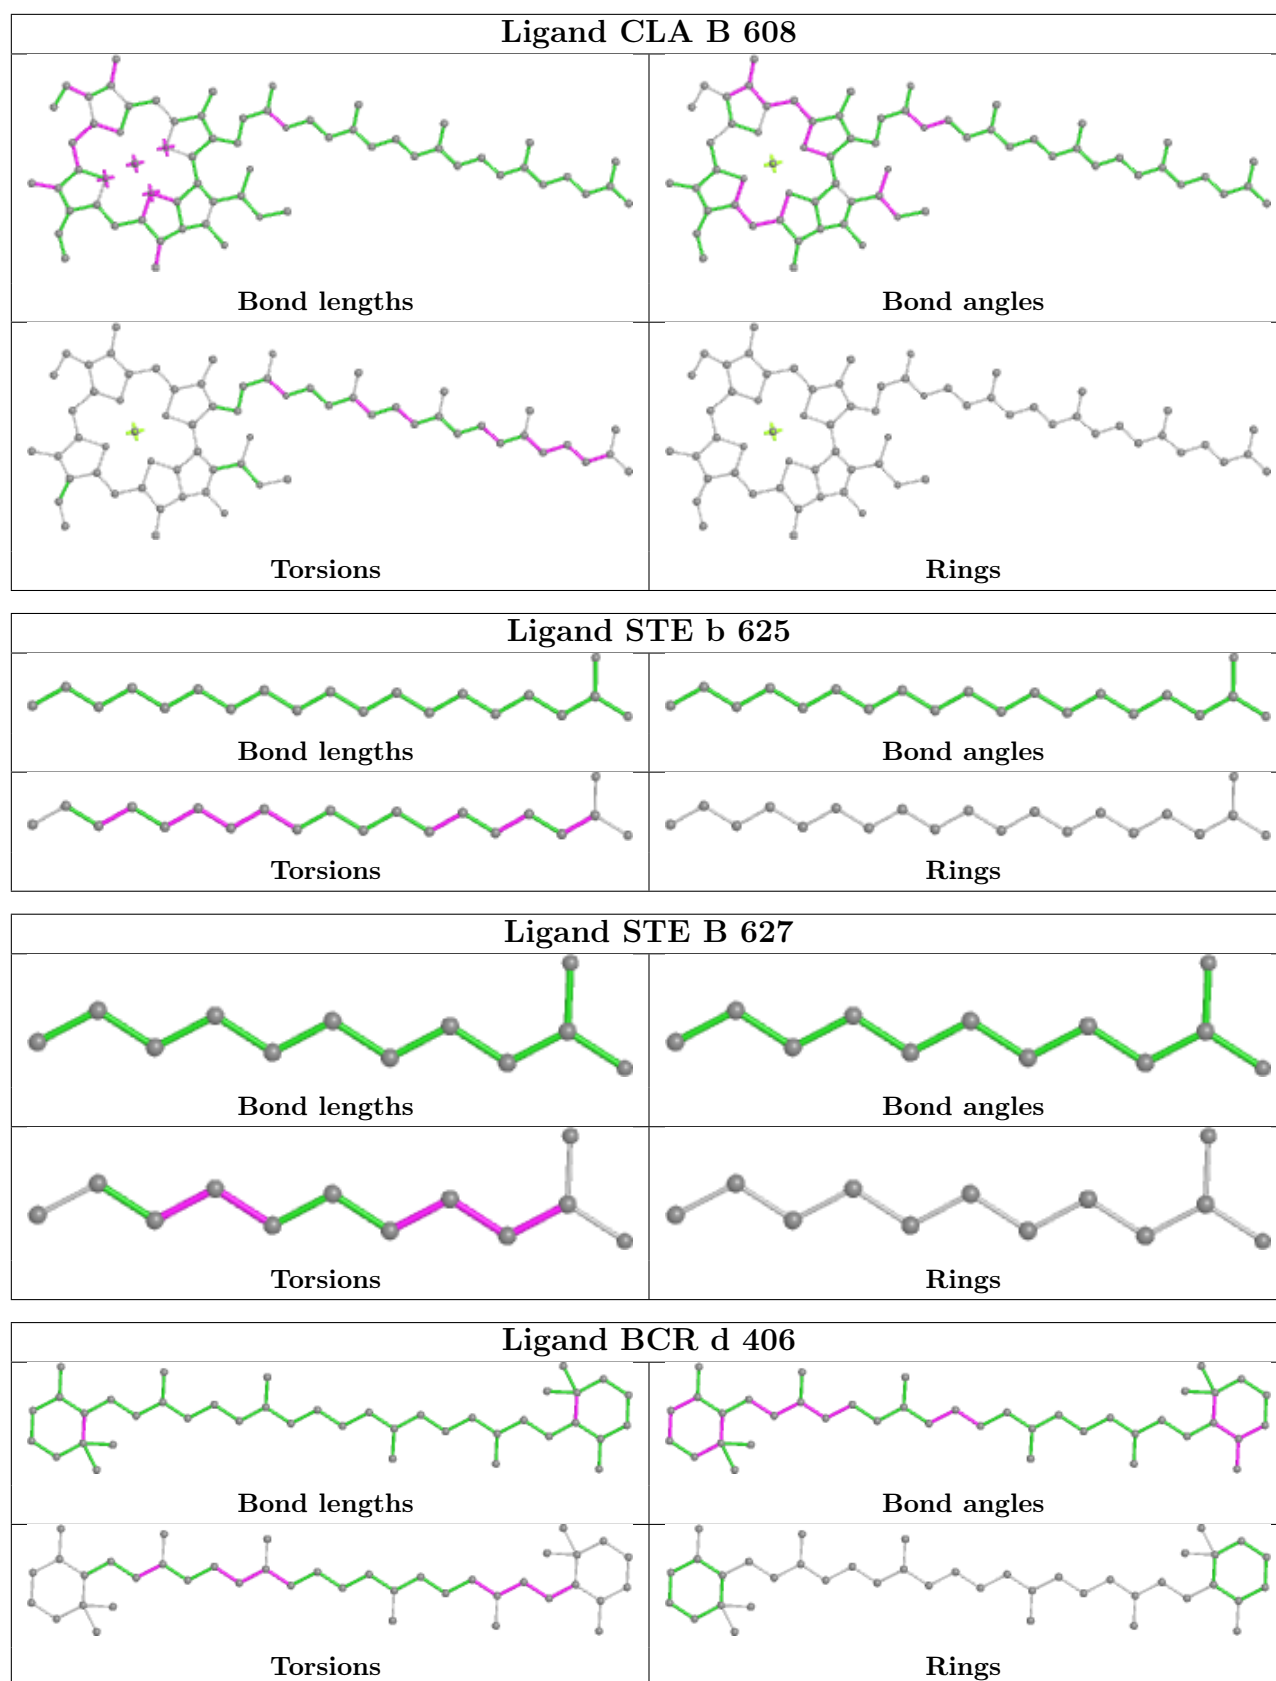 Ligand CLA B 608
Bond lengths
Bond angles
Torsions
Rings
Ligand STE b 625
Bond lengths
Bond angles
Torsions
Rings
Ligand STE B 627
Bond lengths
Bond angles
Torsions
Rings
Ligand BCR d 406
Bond lengths
Bond angles
Torsions
Rings